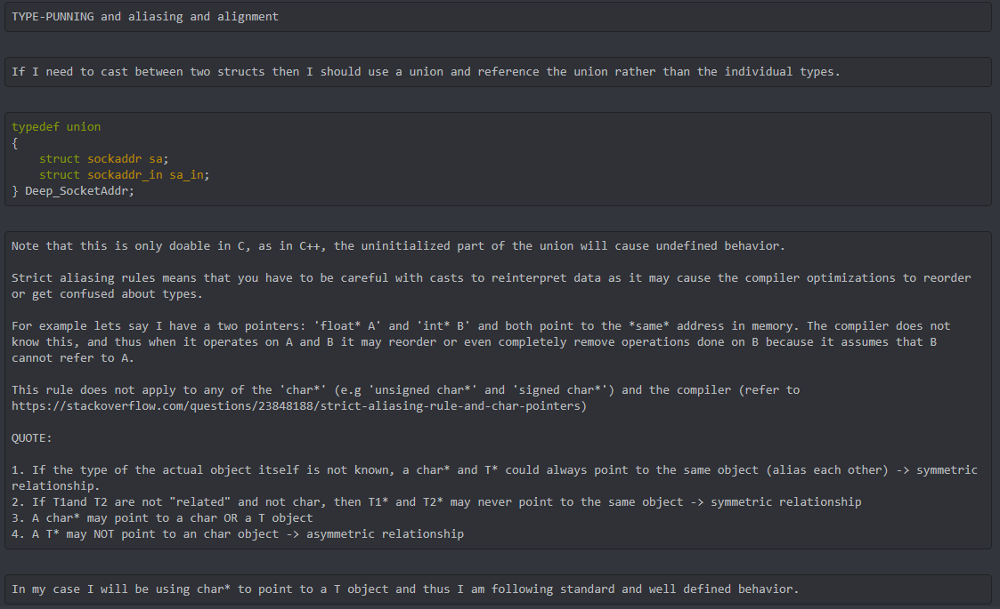 TYPE-PUNNING and aliasing and alignment
If I need to cast between two structs then I should use a union and reference the union rather than the individual types.
typedef union
{
    struct sockaddr sa;
    struct sockaddr_in sa_in;
} Deep_SocketAddr;
Note that this is only doable in C, as in C++, the uninitialized part of the union will cause undefined behavior.
Strict aliasing rules means that you have to be careful with casts to reinterpret data as it may cause the compiler optimizations to reorder
or get confused about types.
For example lets say I have a two pointers: 'float* A' and 'int* B' and both point to the *same* address in memory. The compiler does not
know this, and thus when it operates on A and B it may reorder or even completely remove operations done on B because it assumes that B
cannot refer to A.
This rule does not apply to any of the 'char*' (e.g 'unsigned char*' and 'signed char*') and the compiler (refer to
https://stackoverflow.com/questions/23848188/strict-aliasing-rule-and-char-pointers)
QUOTE:
1. If the type of the actual object itself is not known, a char* and T* could always point to the same object (alias each other) -> symmetric
relationship.
2. If T1and T2 are not "related" and not char, then T1* and T2* may never point to the same object -> symmetric relationship
3. A char* may point to a char OR a T object
4. A T* may NOT point to an char object -> asymmetric relationship
In my case I will be using char* to point to a T object and thus I am following standard and well defined behavior.